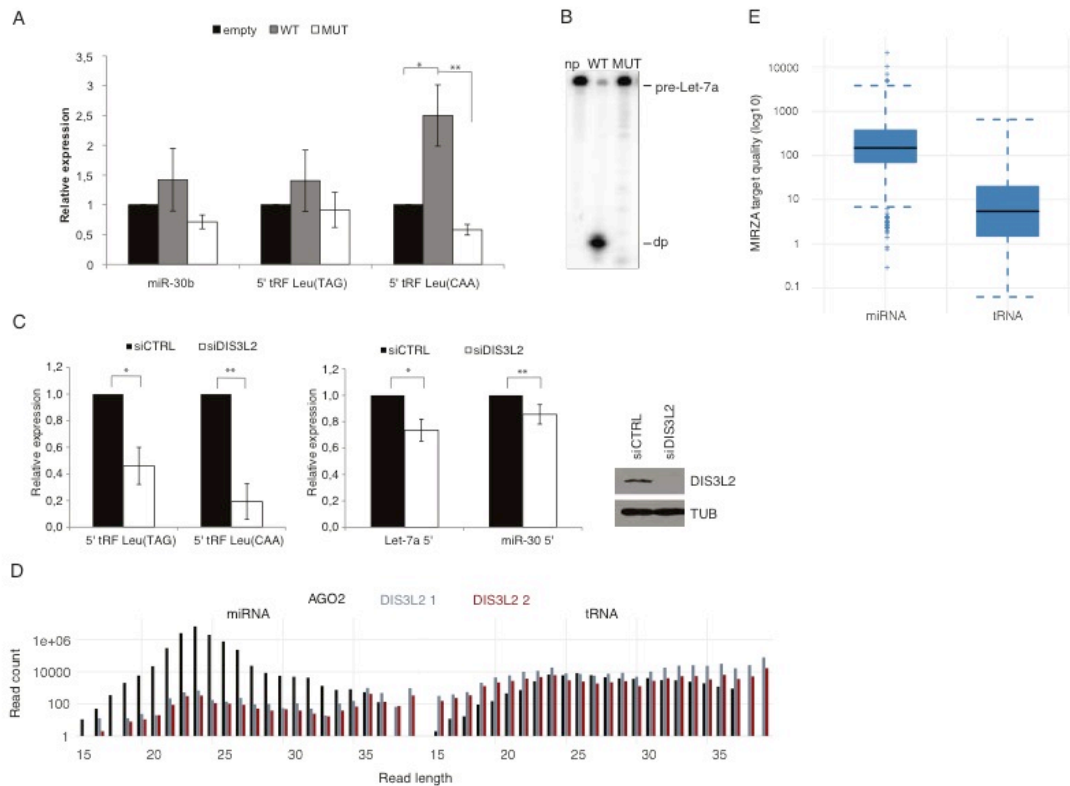 A
empty WT MUT
3,5
3
2,5
2
1,5
1
0,5
0
Relative expression
* **
miR-30b 5' tRF Leu(TAG) 5' tRF Leu(CAA)
B
np WT MUT
pre-Let-7a
dp
E
10000
1000
100
10
1
0.1
MIRZA target quality (log10)
miRNA tRNA
C
siCTRL siDIS3L2
1,2
1,0
0,8
0,6
0,4
0,2
0,0
Relative expression
* **
5' tRF Leu(TAG) 5' tRF Leu(CAA)
siCTRL siDIS3L2
1,2
1,0
0,8
0,6
0,4
0,2
0,0
Relative expression
* **
Let-7a 5' miR-30 5'
siCTRL
siDIS3L2
DIS3L2
TUB
D
AGO2 DIS3L2 1 DIS3L2 2
miRNA tRNA
1e+06
10000
100
1
Read count
15 20 25 30 35 15 20 25 30 35
Read length